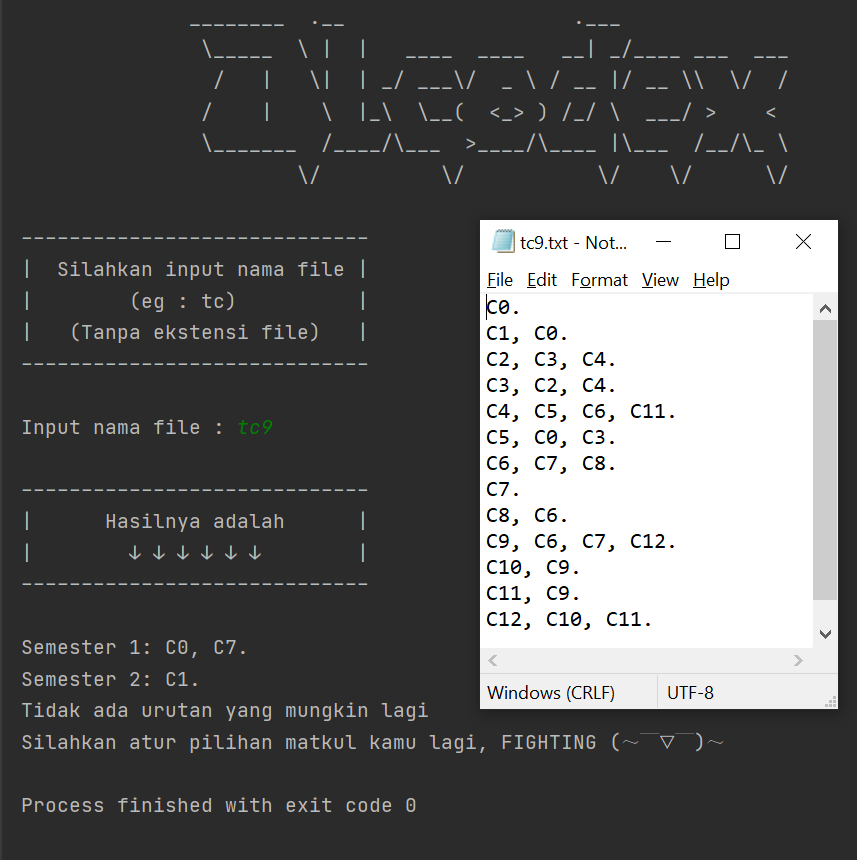 ________  .__                   .___
\_____  \ |  |   ____  ____   __| _/____ ___  ___
 /   |   \|  | _/ ___\/  _ \ / __ |/ __ \\  \/  /
/    |    \  |_\  \__(  <_> ) /_/ \  ___/ >    <
\_______  /____/\___  >____/\____ |\___  /__/\_ \
        \/          \/           \/    \/      \/
-----------------------------
|  Silahkan input nama file |
|        (eg : tc)          |
|   (Tanpa ekstensi file)   |
-----------------------------
Input nama file : tc9
-----------------------------
|      Hasilnya adalah      |
|        ↓ ↓ ↓ ↓ ↓ ↓        |
-----------------------------
Semester 1: C0, C7.
Semester 2: C1.
Tidak ada urutan yang mungkin lagi
Silahkan atur pilihan matkul kamu lagi, FIGHTING (～￣▽￣)～
Process finished with exit code 0
tc9.txt - Not...
File Edit Format View Help
C0.
C1, C0.
C2, C3, C4.
C3, C2, C4.
C4, C5, C6, C11.
C5, C0, C3.
C6, C7, C8.
C7.
C8, C6.
C9, C6, C7, C12.
C10, C9.
C11, C9.
C12, C10, C11.
Windows (CRLF) UTF-8